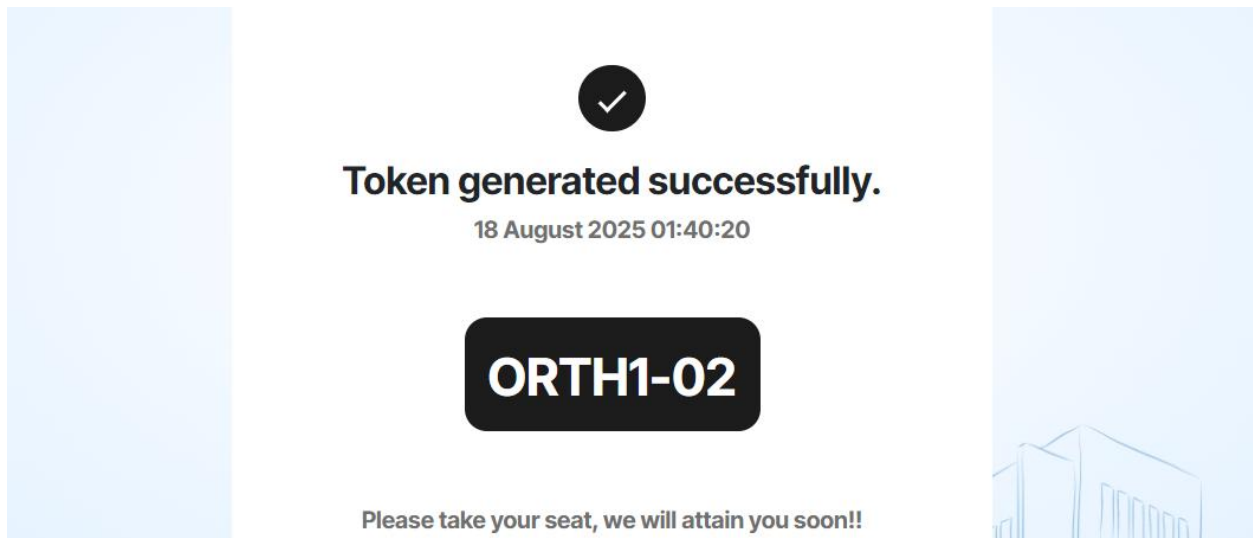 Token generated successfully.
18 August 2025 01:40:20
ORTH1-02
Please take your seat, we will attain you soon!!